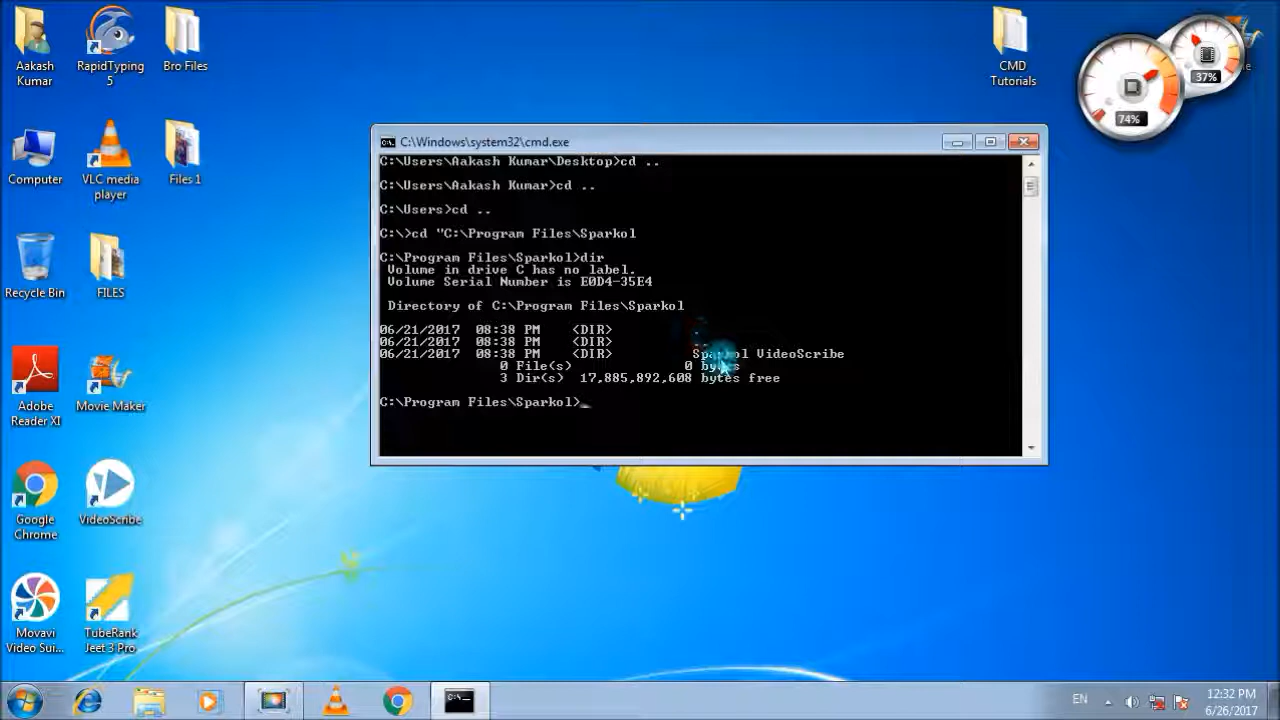 Aakash
Kumar
RapidTyping
5
Bro Files
CMD
Tutorials
37%
74%
Computer
VLC media
player
Files 1
Recycle Bin
FILES
Adobe
Reader XI
Movie Maker
Google
Chrome
VideoScribe
Movavi
Video Sui...
TubeRank
Jeet 3 Pro
C:\Windows\system32\cmd.exe
C:\Users\Aakash Kumar\Desktop>cd ..
C:\Users\Aakash Kumar>cd ..
C:\Users>cd ..
C:\>cd "C:\Program Files\Sparkol
C:\Program Files\Sparkol>dir
Volume in drive C has no label.
Volume Serial Number is E0D4-35E4
Directory of C:\Program Files\Sparkol
06/21/2017 08:38 PM <DIR> .
06/21/2017 08:38 PM <DIR> ..
06/21/2017 08:38 PM <DIR> Sparkol VideoScribe
0 File(s) 0 bytes
3 Dir(s) 17,885,892,608 bytes free
C:\Program Files\Sparkol>_
EN
12:32 PM
6/26/2017